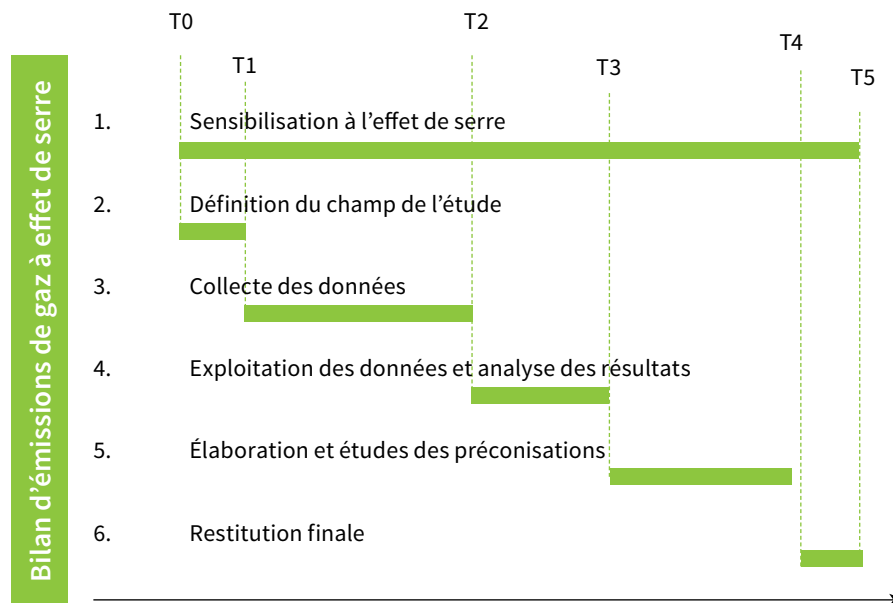 T0
T1
T2
T3
T4
T5
Bilan d’émissions de gaz à effet de serre
1. Sensibilisation à l’effet de serre
2. Définition du champ de l’étude
3. Collecte des données
4. Exploitation des données et analyse des résultats
5. Élaboration et études des préconisations
6. Restitution finale